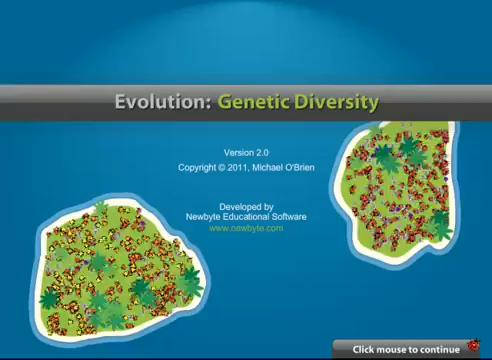 Evolution: Genetic Diversity
Version 2.0
Copyright © 2011, Michael O'Brien
Developed by
Newbyte Educational Software
www.newbyte.com
Click mouse to continue